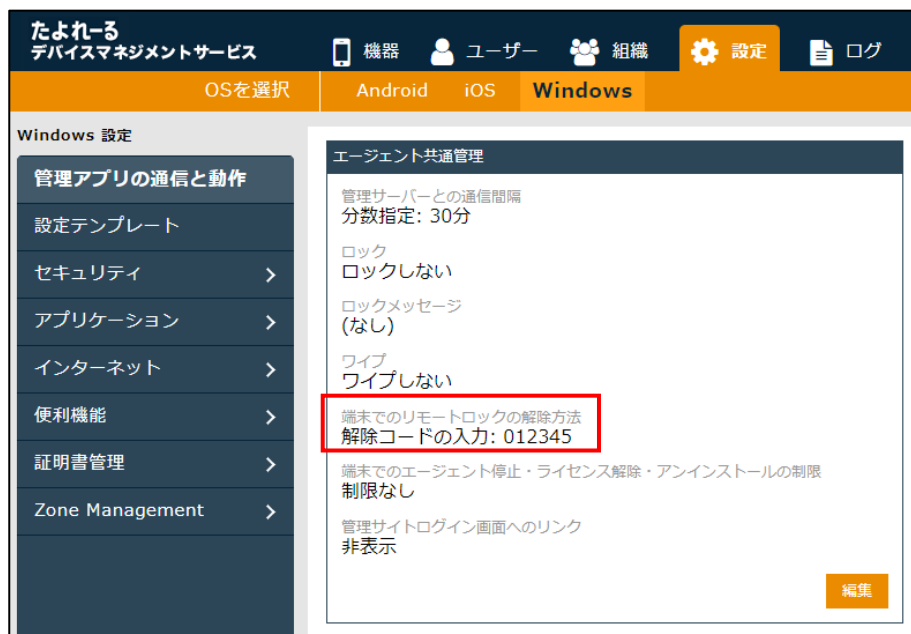 たよれーる
デバイスマネジメントサービス
機器
ユーザー
組織
設定
ログ
OSを選択
Android
iOS
Windows
Windows 設定
管理アプリの通信と動作
設定テンプレート
セキュリティ
アプリケーション
インターネット
便利機能
証明書管理
Zone Management
エージェント共通管理
管理サーバーとの通信間隔
分数指定: 30分
ロック
ロックしない
ロックメッセージ
(なし)
ワイプ
ワイプしない
端末でのリモートロックの解除方法
解除コードの入力: 012345
端末でのエージェント停止・ライセンス解除・アンインストールの制限
制限なし
管理サイトログイン画面へのリンク
非表示
編集